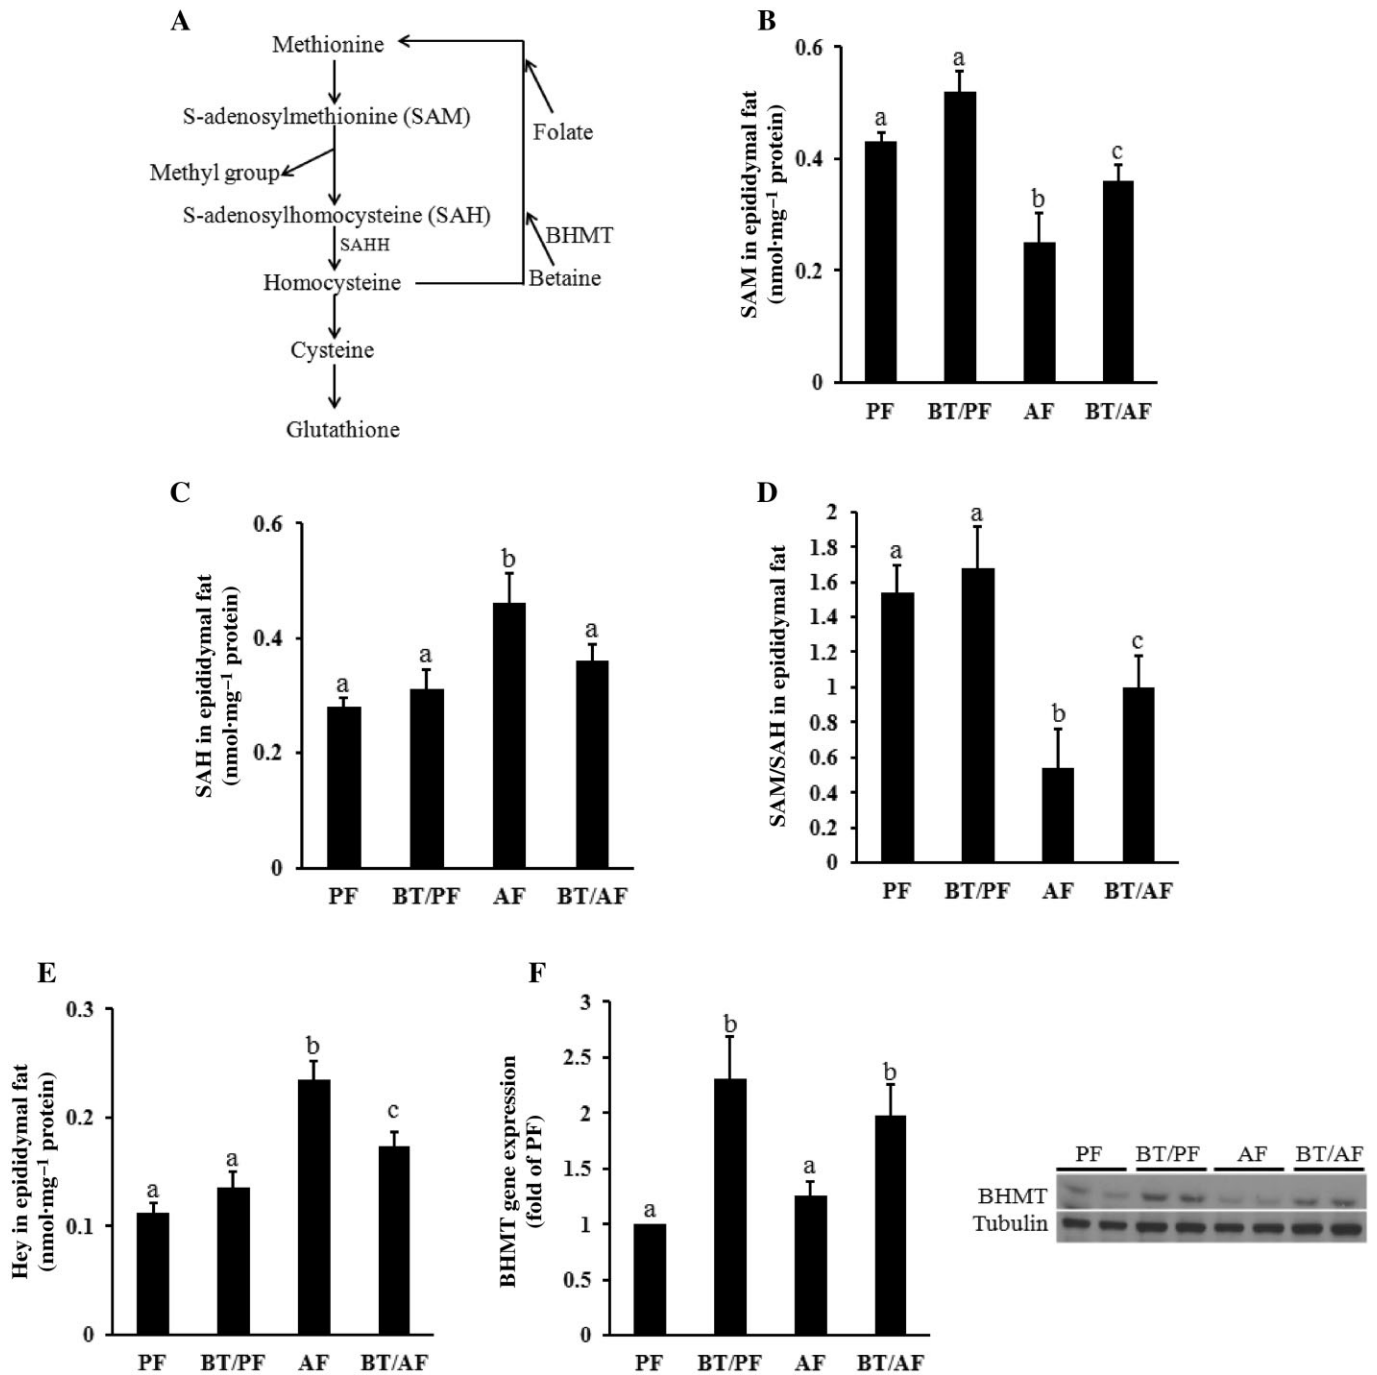 A
Methionine
S-adenosylmethionine (SAM)
Folate
Methyl group
S-adenosylhomocysteine (SAH)
BHMT
SAHH
Betaine
Homocysteine
Cysteine
Glutathione
B
SAM in epididymal fat
(nmol·mg⁻¹ protein)
0.6
0.4
0.2
0
a
a
b
c
PF BT/PF AF BT/AF
C
SAH in epididymal fat
(nmol·mg⁻¹ protein)
0.6
0.4
0.2
0
a
a
b
a
PF BT/PF AF BT/AF
D
SAM/SAH in epididymal fat
2
1.8
1.6
1.4
1.2
1
0.8
0.6
0.4
0.2
0
a
a
b
c
PF BT/PF AF BT/AF
E
Hey in epididymal fat
(nmol·mg⁻¹ protein)
0.3
0.2
0.1
0
a
a
b
c
PF BT/PF AF BT/AF
F
BHMT gene expression
(fold of PF)
3
2.5
2
1.5
1
0.5
0
a
b
a
b
PF BT/PF AF BT/AF
PF BT/PF AF BT/AF
BHMT
Tubulin